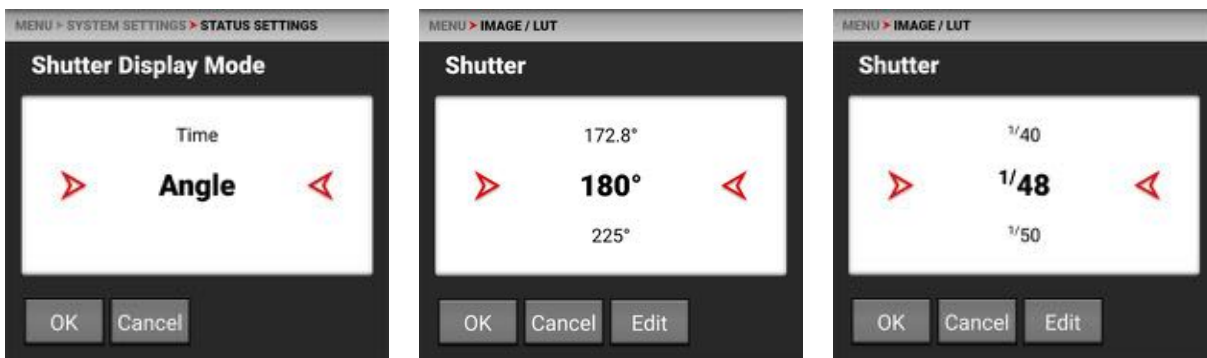 MENU > SYSTEM SETTINGS > STATUS SETTINGS
Shutter Display Mode
Time
Angle
OK
Cancel
MENU > IMAGE / LUT
Shutter
172.8°
180°
225°
OK
Cancel
Edit
MENU > IMAGE / LUT
Shutter
1/40
1/48
1/50
OK
Cancel
Edit